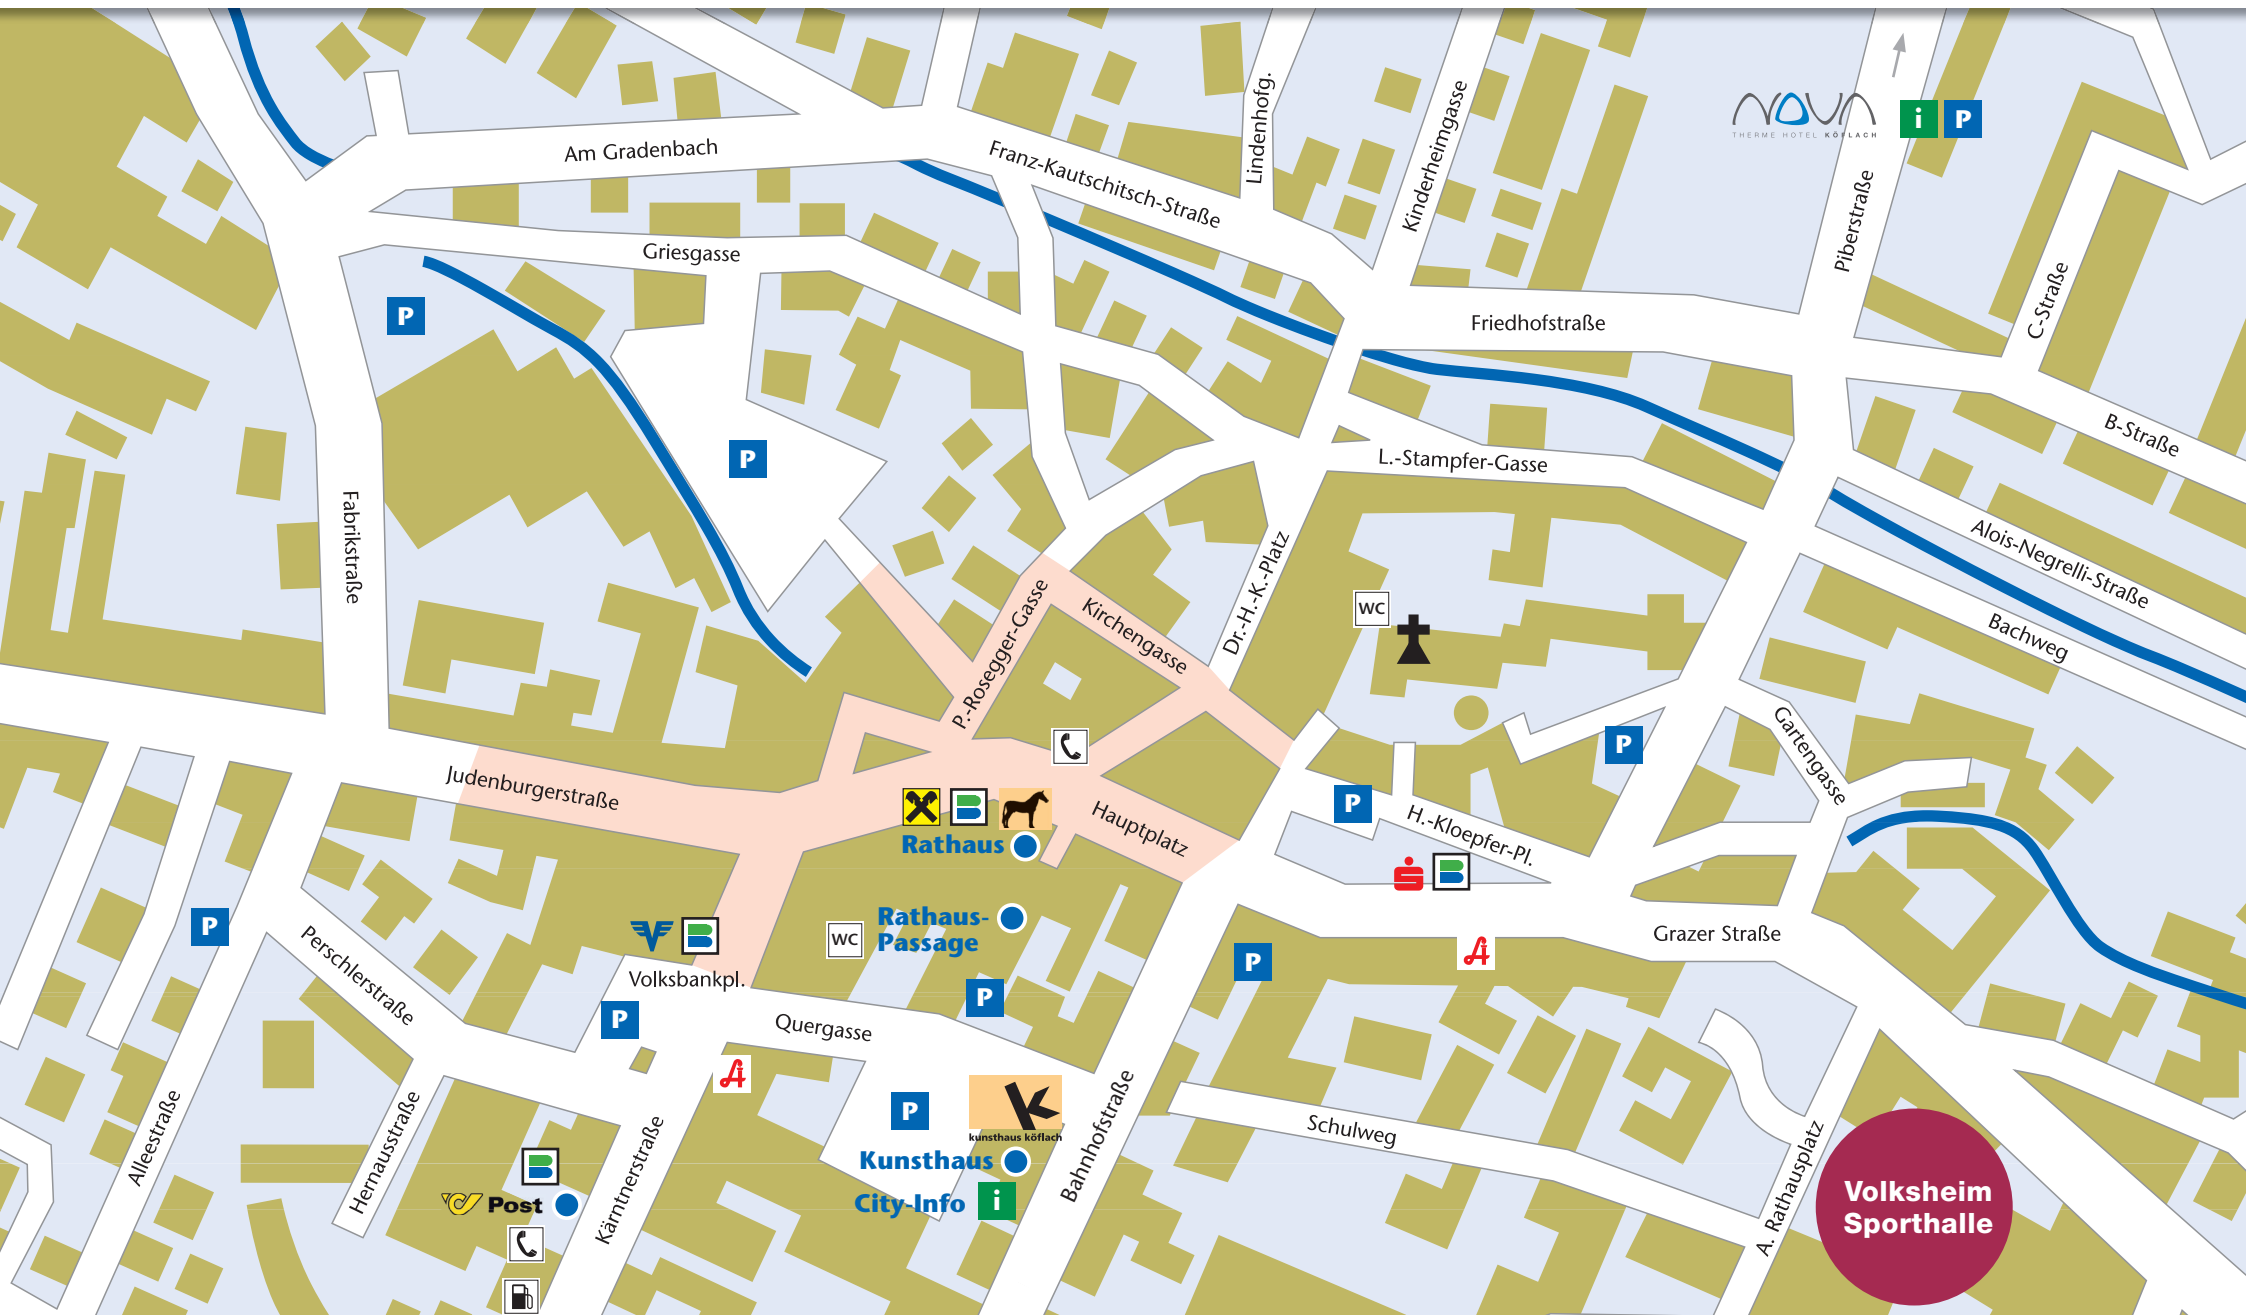 NOVA
THERME HOTEL KÖFLACH
i
P
Am Gradenbach
Franz-Kautschitsch-Straße
Lindenhofg.
Kinderheimgasse
Piberstraße
C-Straße
Griesgasse
P
Friedhofstraße
B-Straße
P
L.-Stampfer-Gasse
Fabrikstraße
Alois-Negrelli-Straße
Bachweg
Dr.-H.-K.-Platz
WC
Kirchengasse
P.-Rosegger-Gasse
P
Gartengasse
Judenburgerstraße
Hauptplatz
P
H.-Kloepfer-Pl.
Rathaus
P
Perschlerstraße
Rathaus-
Passage
WC
Volksbankpl.
P
P
Grazer Straße
P
Quergasse
P
kunsthaus köflach
Kunsthaus
City-Info
i
Schulweg
Bahnhofstraße
Alleestraße
Hernausstraße
Post
Kärntnerstraße
A. Rathausplatz
Volksheim
Sporthalle